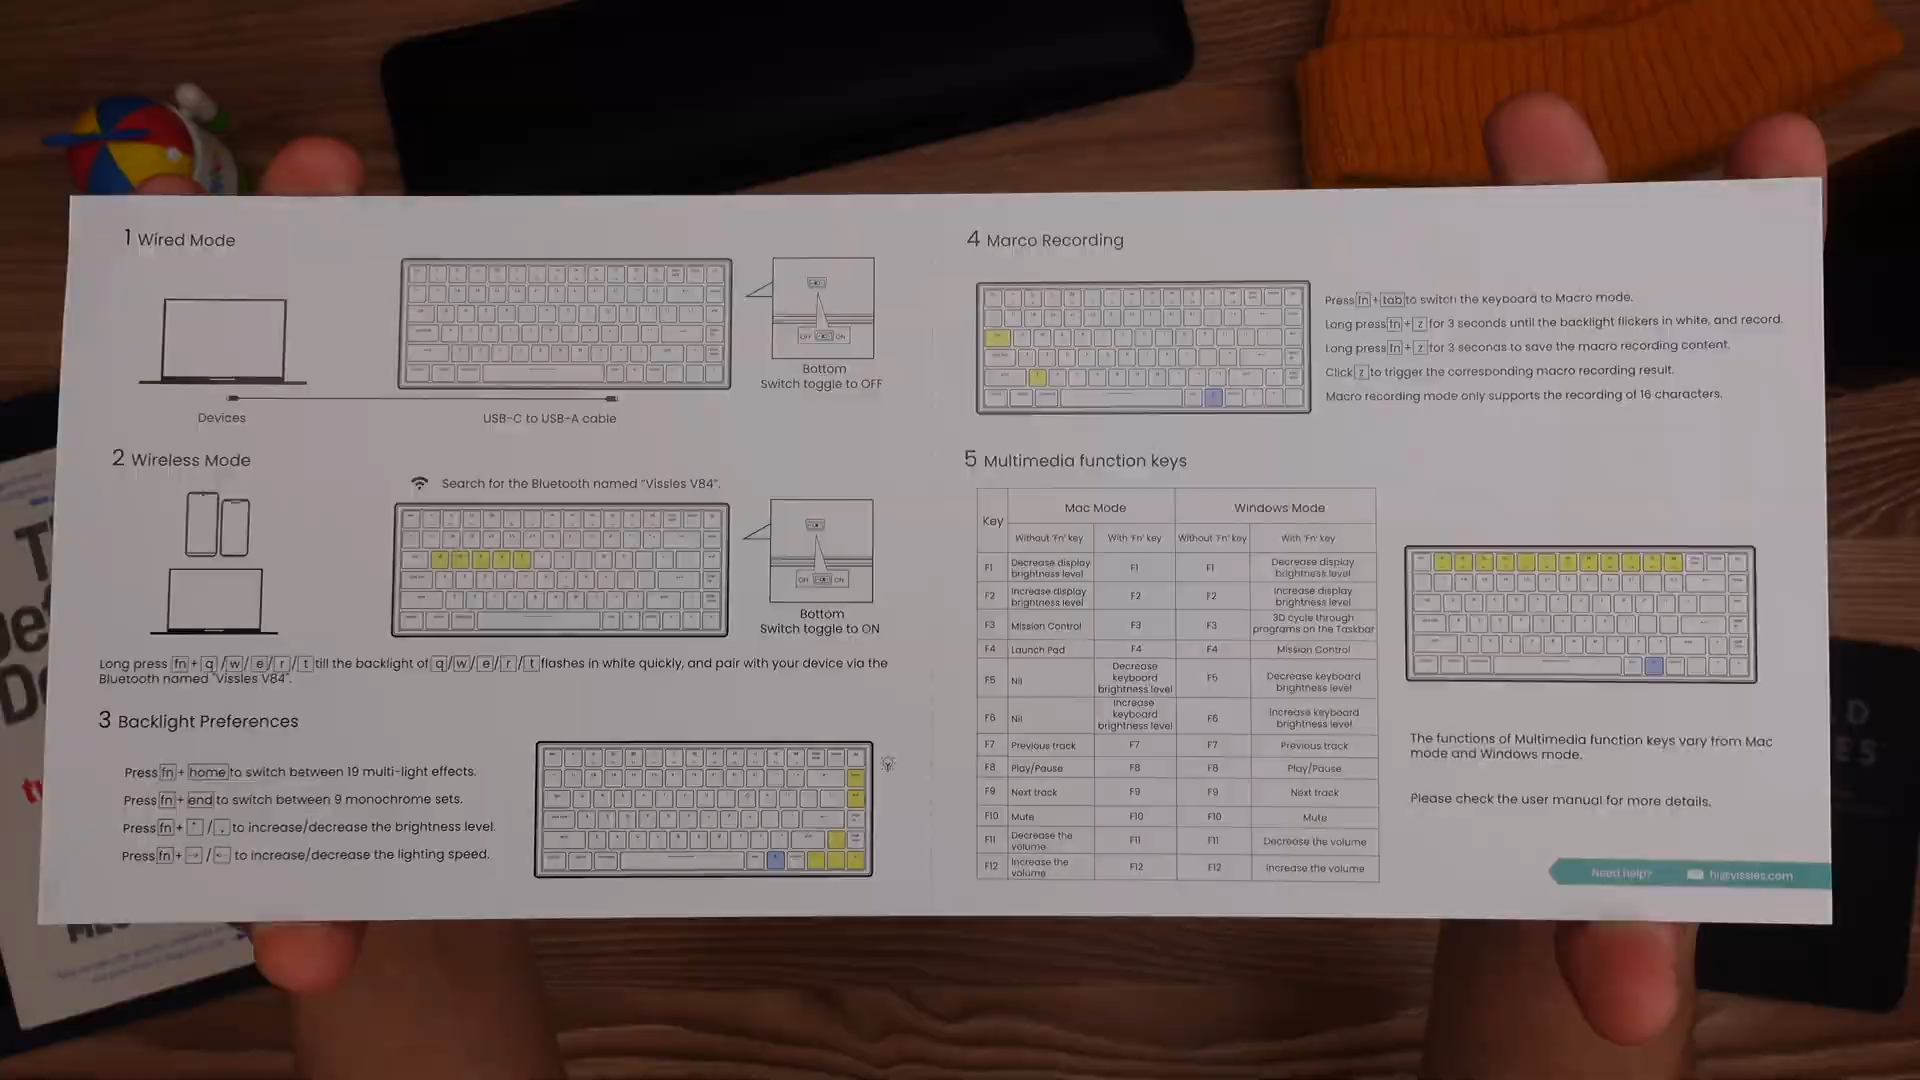 1 Wired Mode
OFF ON
Bottom
Switch toggle to OFF
Devices
USB-C to USB-A cable
2 Wireless Mode
Search for the Bluetooth named "Vissles V84".
OFF ON
Bottom
Switch toggle to ON
Long press fn + q / w / e / r / t till the backlight of q / w / e / r / t flashes in white quickly, and pair with your device via the
Bluetooth named "Vissles V84".
3 Backlight Preferences
Press fn + home to switch between 19 multi-light effects.
Press fn + end to switch between 9 monochrome sets.
Press fn + / to increase/decrease the brightness level.
Press fn + → / ← to increase/decrease the lighting speed.
4 Marco Recording
Press fn + tab to switch the keyboard to Macro mode.
Long press fn + z for 3 seconds until the backlight flickers in white, and record.
Long press fn + z for 3 seconds to save the macro recording content.
Click z to trigger the corresponding macro recording result.
Macro recording mode only supports the recording of 16 characters.
5 Multimedia function keys
Key Mac Mode Windows Mode
Without 'Fn' key With 'Fn' key Without 'Fn' key With 'Fn' key
F1 Decrease display brightness level F1 F1 Decrease display brightness level
F2 Increase display brightness level F2 F2 Increase display brightness level
F3 Mission Control F3 F3 3D cycle through programs on the Taskbar
F4 Launch Pad F4 F4 Mission Control
F5 Nil Decrease keyboard brightness level F5 Decrease keyboard brightness level
F6 Nil Increase keyboard brightness level F6 Increase keyboard brightness level
F7 Previous track F7 F7 Previous track
F8 Play/Pause F8 F8 Play/Pause
F9 Next track F9 F9 Next track
F10 Mute F10 F10 Mute
F11 Decrease the volume F11 F11 Decrease the volume
F12 Increase the volume F12 F12 Increase the volume
The functions of Multimedia function keys vary from Mac
mode and Windows mode.
Please check the user manual for more details.
Need help? hi@vissles.com